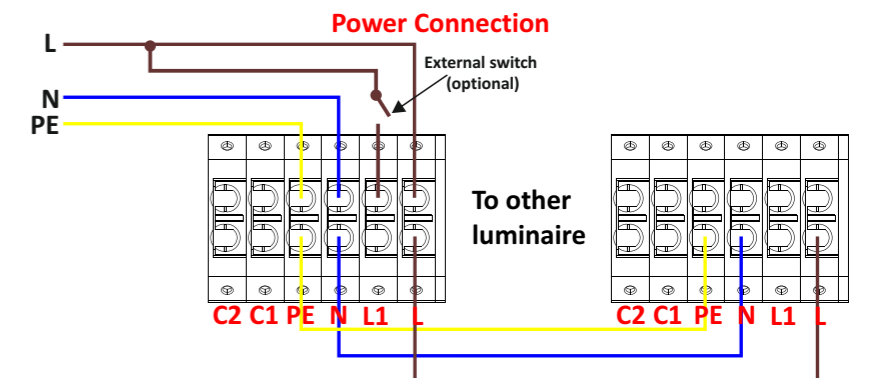 Power Connection
L
External switch
(optional)
N
PE
To other
luminaire
C2 C1 PE N L1 L
C2 C1 PE N L1 L